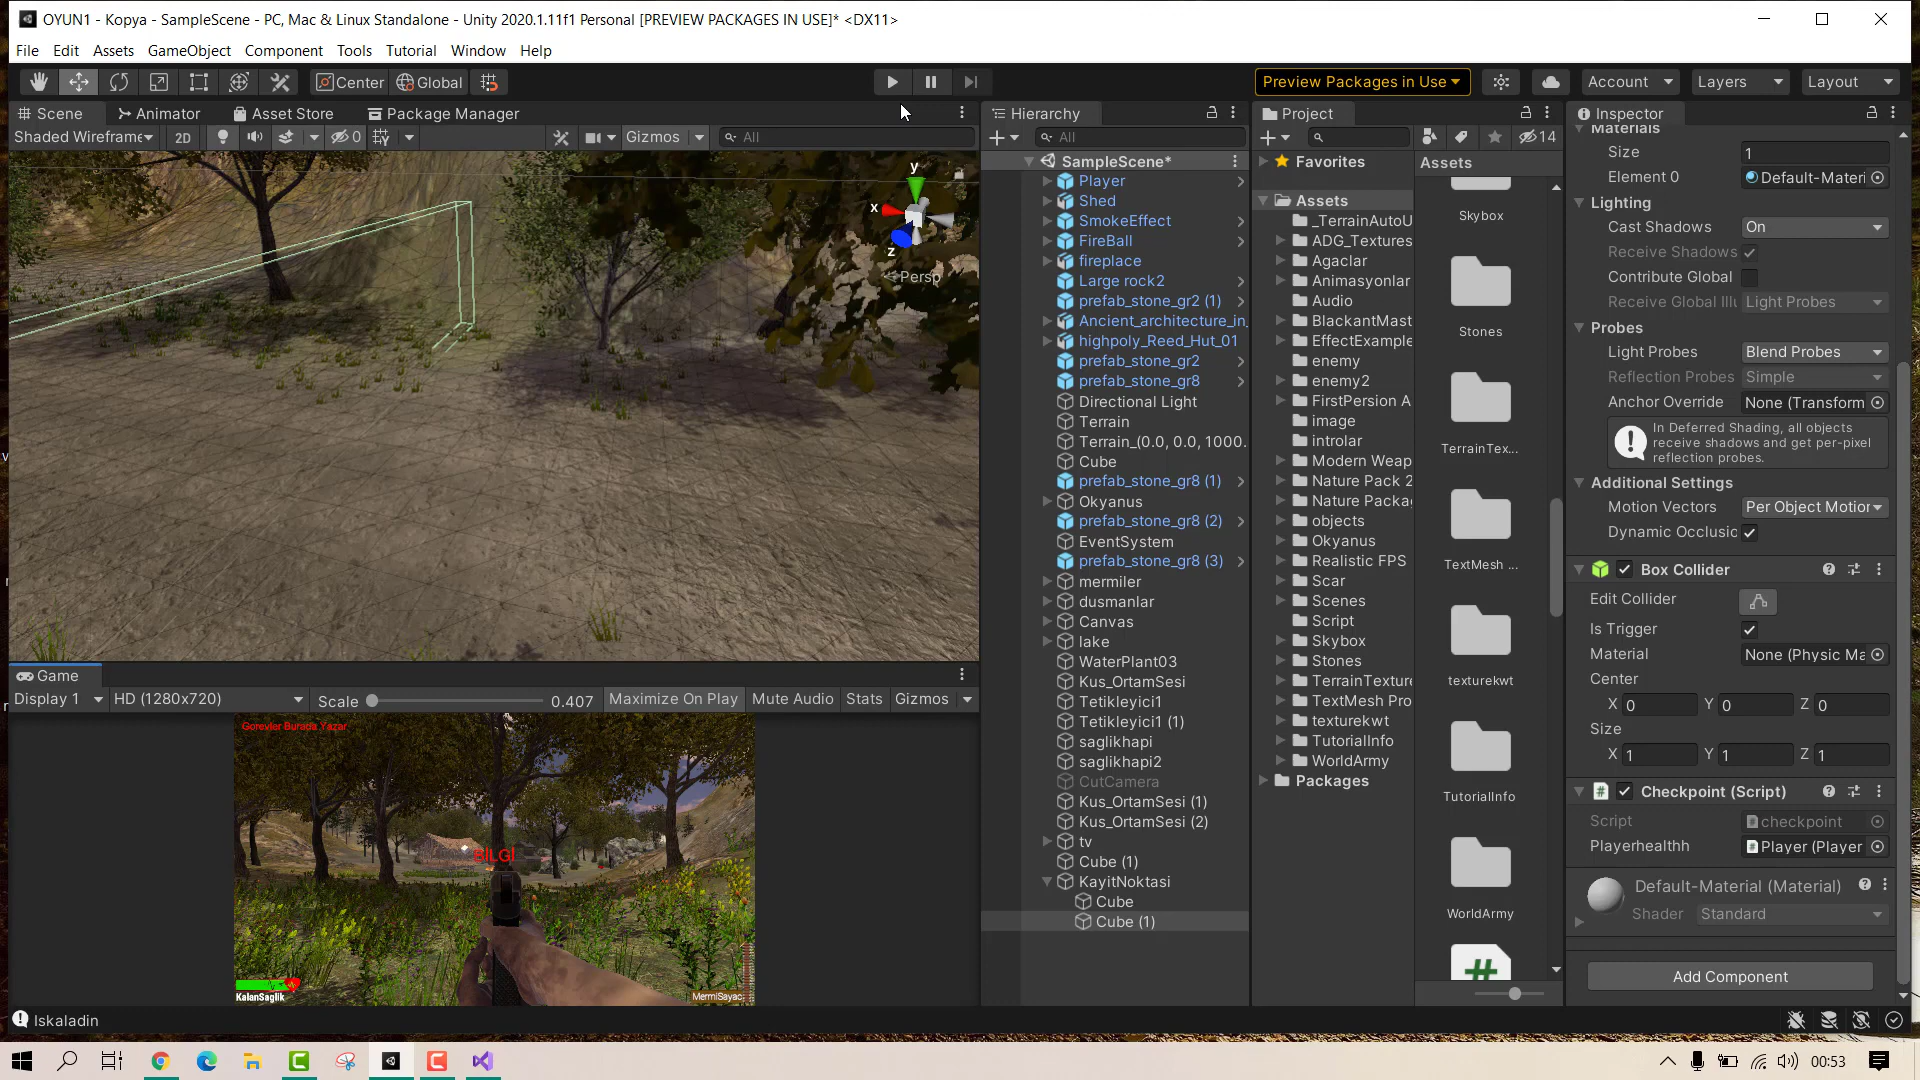 OYUN1 - Kopya - SampleScene - PC, Mac & Linux Standalone - Unity 2020.1.11f1 Personal [PREVIEW PACKAGES IN USE]* <DX11>
File Edit Assets GameObject Component Tools Tutorial Window Help
Center Global Preview Packages in Use Account Layers Layout
Scene Animator Asset Store Package Manager
Shaded Wireframe 2D 0 Gizmos All
y
x
z
Persp
Game
Display 1 HD (1280x720) Scale 0.407 Maximize On Play Mute Audio Stats Gizmos
Gorevler Burada Yazar
BİLGİ
KalanSaglik
MermiSayac
Hierarchy
All
SampleScene*
Player
Shed
SmokeEffect
FireBall
fireplace
Large rock2
prefab_stone_gr2 (1)
Ancient_architecture_in_
highpoly_Reed_Hut_01
prefab_stone_gr2
prefab_stone_gr8
Directional Light
Terrain
Terrain_(0.0, 0.0, 1000.
Cube
prefab_stone_gr8 (1)
Okyanus
prefab_stone_gr8 (2)
EventSystem
prefab_stone_gr8 (3)
mermiler
dusmanlar
Canvas
lake
WaterPlant03
Kus_OrtamSesi
Tetikleyici1
Tetikleyici1 (1)
saglikhapi
saglikhapi2
CutCamera
Kus_OrtamSesi (1)
Kus_OrtamSesi (2)
tv
Cube (1)
KayitNoktasi
Cube
Cube (1)
Project
14
Favorites
Assets
_TerrainAutoU
ADG_Textures
Agaclar
Animasyonlar
Audio
BlackantMast
EffectExample
enemy
enemy2
FirstPersion A
image
introlar
Modern Weap
Nature Pack 2
Nature Packa
objects
Okyanus
Realistic FPS
Scar
Scenes
Script
Skybox
Stones
TerrainTexture
TextMesh Pro
texturekwt
TutorialInfo
WorldArmy
Packages
Assets
Skybox
Stones
TerrainTex...
TextMesh ...
texturekwt
TutorialInfo
WorldArmy
#
Inspector
Materials
Size 1
Element 0 Default-Materi
Lighting
Cast Shadows On
Receive Shadows
Contribute Global
Receive Global Illu Light Probes
Probes
Light Probes Blend Probes
Reflection Probes Simple
Anchor Override None (Transform
In Deferred Shading, all objects
receive shadows and get per-pixel
reflection probes.
Additional Settings
Motion Vectors Per Object Motion
Dynamic Occlusic
Box Collider
Edit Collider
Is Trigger
Material None (Physic Ma
Center
X 0 Y 0 Z 0
Size
X 1 Y 1 Z 1
# Checkpoint (Script)
Script checkpoint
Playerhealthh Player (Player
Default-Material (Material)
Shader Standard
Add Component
Iskaladin
00:53